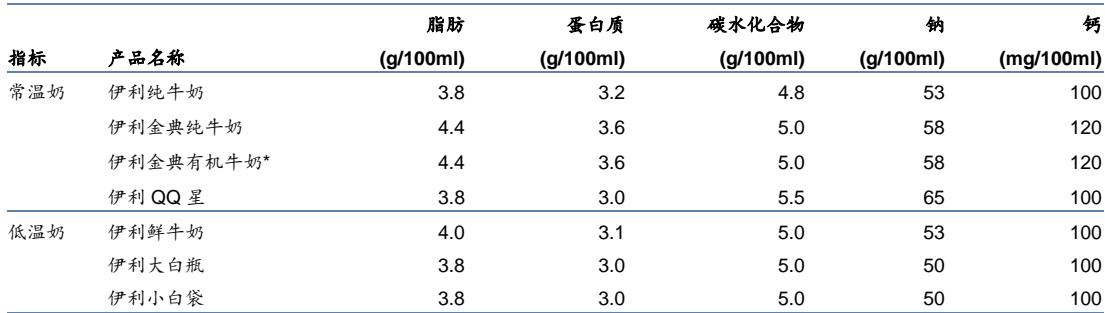 脂肪 蛋白质 碳水化合物 钠 钙
指标 产品名称 (g/100ml) (g/100ml) (g/100ml) (g/100ml) (mg/100ml)
常温奶 伊利纯牛奶 3.8 3.2 4.8 53 100
伊利金典纯牛奶 4.4 3.6 5.0 58 120
伊利金典有机牛奶* 4.4 3.6 5.0 58 120
伊利 QQ 星 3.8 3.0 5.5 65 100
低温奶 伊利鲜牛奶 4.0 3.1 5.0 53 100
伊利大白瓶 3.8 3.0 5.0 50 100
伊利小白袋 3.8 3.0 5.0 50 100